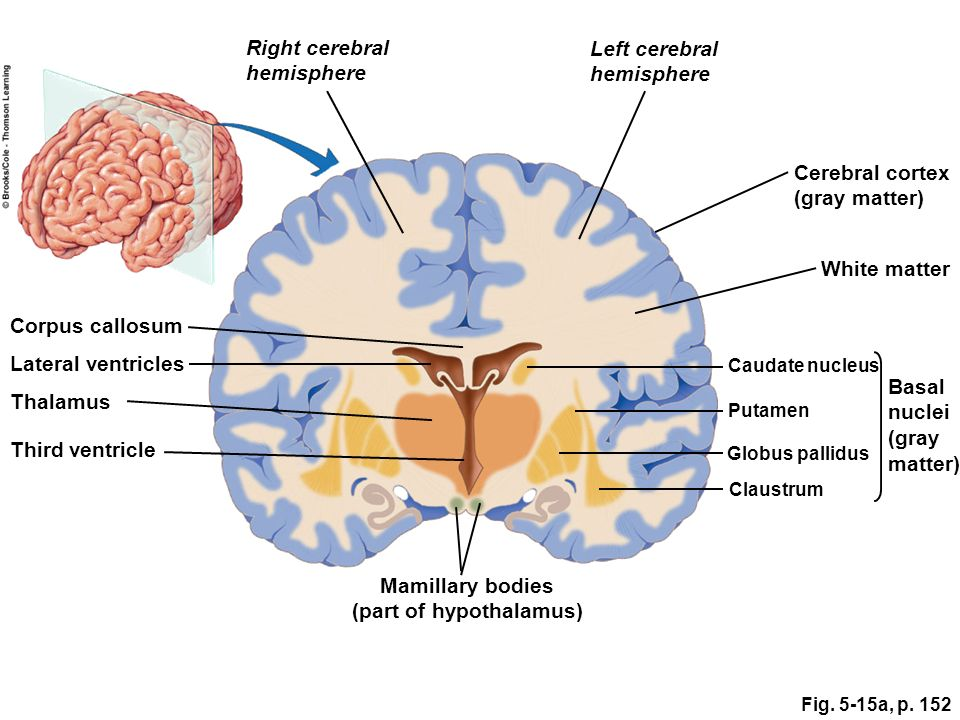 © Brooks/Cole - Thomson Learning
Right cerebral
hemisphere
Left cerebral
hemisphere
Cerebral cortex
(gray matter)
White matter
Corpus callosum
Lateral ventricles
Thalamus
Third ventricle
Caudate nucleus
Putamen
Globus pallidus
Claustrum
Basal
nuclei
(gray
matter)
Mamillary bodies
(part of hypothalamus)
Fig. 5-15a, p. 152